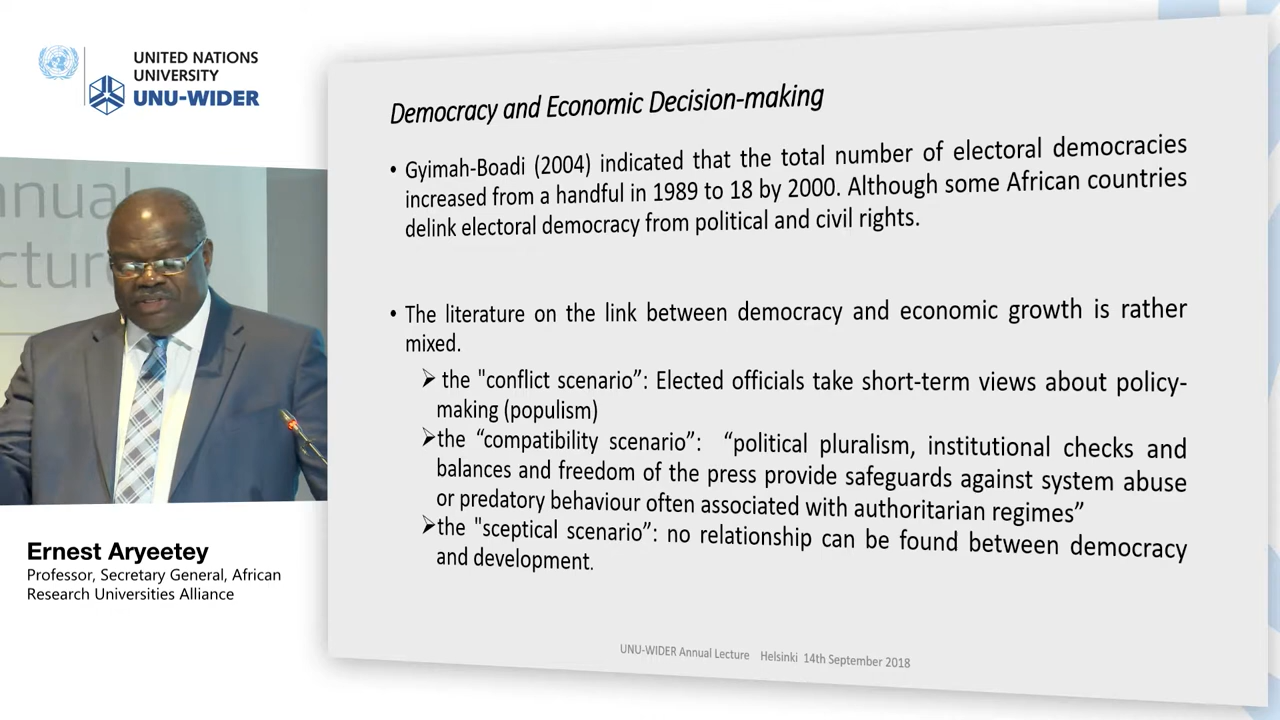 UNITED NATIONS
UNIVERSITY
UNU-WIDER
nnual
cture
Ernest Aryeetey
Professor, Secretary General, African
Research Universities Alliance
Democracy and Economic Decision-making
• Gyimah-Boadi (2004) indicated that the total number of electoral democracies
increased from a handful in 1989 to 18 by 2000. Although some African countries
delink electoral democracy from political and civil rights.
• The literature on the link between democracy and economic growth is rather
mixed.
➢ the "conflict scenario”: Elected officials take short-term views about policy-
making (populism)
➢the “compatibility scenario”: “political pluralism, institutional checks and
balances and freedom of the press provide safeguards against system abuse
or predatory behaviour often associated with authoritarian regimes”
➢the "sceptical scenario”: no relationship can be found between democracy
and development.
UNU-WIDER Annual Lecture Helsinki 14th September 2018